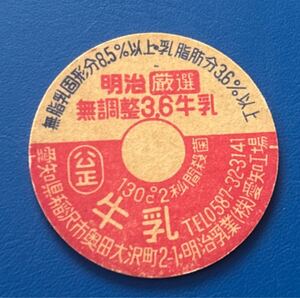 無脂乳固形分8.5%以上・乳脂肪分3.6%以上
明治 厳選
無調整3.6牛乳
公正
130℃2秒間殺菌
牛乳
TEL0587-32-3141
愛知県稲沢市奥田大沢町2-1・明治乳業(株)愛知工場